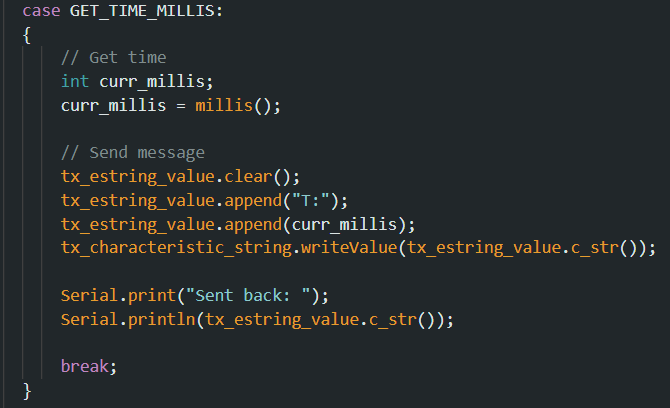 case GET_TIME_MILLIS:
{
// Get time
int curr_millis;
curr_millis = millis();
// Send message
tx_estring_value.clear();
tx_estring_value.append("T:");
tx_estring_value.append(curr_millis);
tx_characteristic_string.writeValue(tx_estring_value.c_str());
Serial.print("Sent back: ");
Serial.println(tx_estring_value.c_str());
break;
}